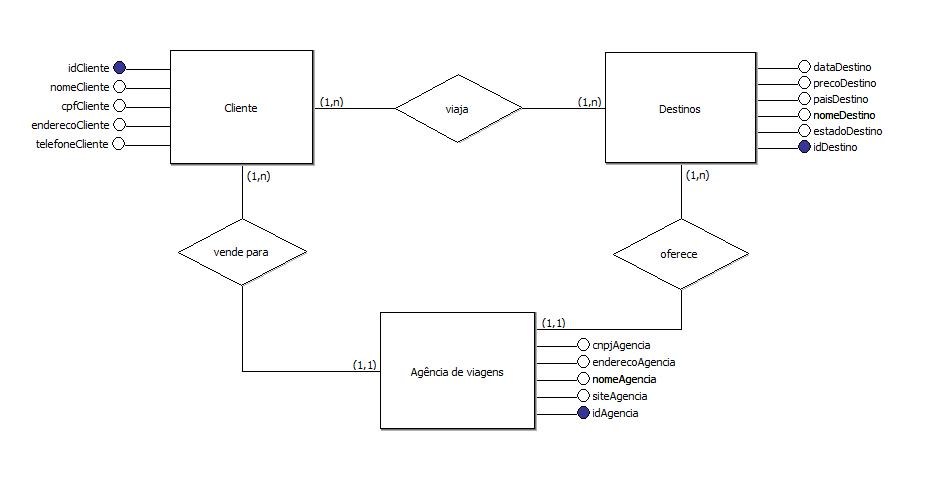 idCliente
nomeCliente
cpfCliente
enderecoCliente
telefoneCliente
Cliente
(1,n)
viaja
(1,n)
Destinos
dataDestino
precoDestino
paisDestino
nomeDestino
estadoDestino
idDestino
(1,n)
(1,n)
vende para
oferece
(1,1)
(1,1)
Agência de viagens
cnpjAgencia
enderecoAgencia
nomeAgencia
siteAgencia
idAgencia